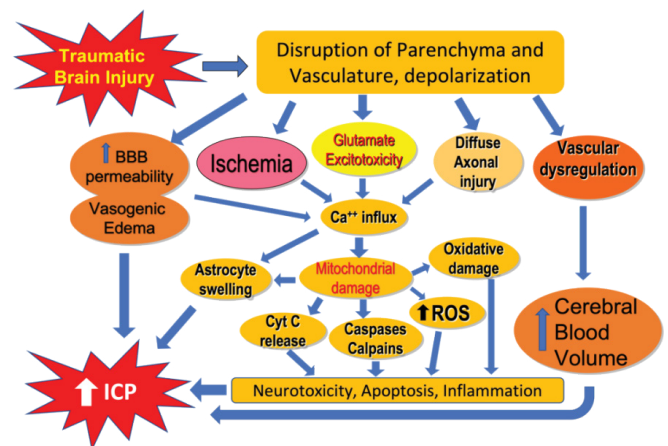 Traumatic
Brain Injury
Disruption of Parenchyma and
Vasculature, depolarization
BBB
permeability
Vasogenic
Edema
Ischemia
Glutamate
Excitotoxicity
Diffuse
Axonal
injury
Vascular
dysregulation
Ca⁺⁺ influx
Astrocyte
swelling
Mitochondrial
damage
Oxidative
damage
Cyt C
release
Caspases
Calpains
ROS
Cerebral
Blood
Volume
ICP
Neurotoxicity, Apoptosis, Inflammation